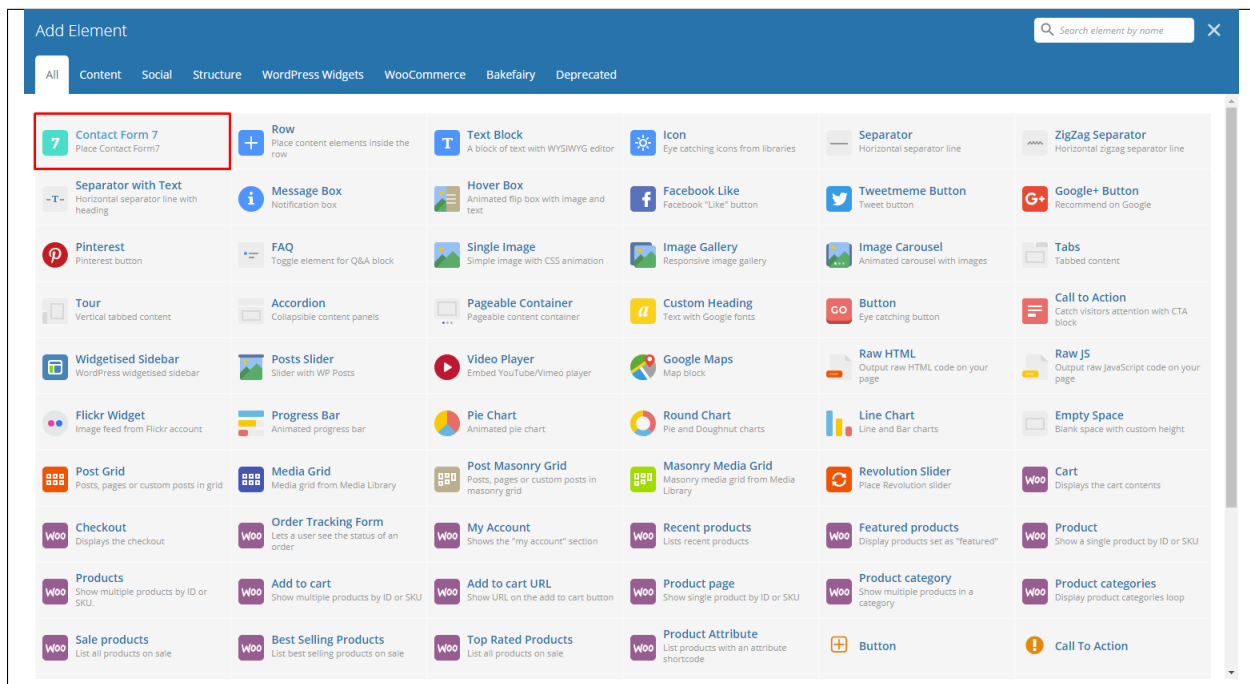 Add Element
Search element by name
All Content Social Structure WordPress Widgets WooCommerce Bakefairy Deprecated
7 Contact Form 7
Place Contact Form7
Row
Place content elements inside the
row
T Text Block
A block of text with WYSIWYG editor
Icon
Eye catching icons from libraries
Separator
Horizontal separator line
ZigZag Separator
Horizontal zigzag separator line
-T- Separator with Text
Horizontal separator line with
heading
i Message Box
Notification box
Hover Box
Animated flip box with image and
text
f Facebook Like
Facebook "Like" button
Tweetmeme Button
Tweet button
G+ Google+ Button
Recommend on Google
Pinterest
Pinterest button
FAQ
Toggle element for Q&A block
Single Image
Simple image with CSS animation
Image Gallery
Responsive image gallery
Image Carousel
Animated carousel with images
Tabs
Tabbed content
Tour
Vertical tabbed content
Accordion
Collapsible content panels
Pageable Container
Pageable content container
a Custom Heading
Text with Google fonts
GO Button
Eye catching button
Call to Action
Catch visitors attention with CTA
block
Widgetised Sidebar
WordPress widgetised sidebar
Posts Slider
Slider with WP Posts
Video Player
Embed YouTube/Vimeo player
Google Maps
Map block
Raw HTML
Output raw HTML code on your
page
Raw JS
Output raw JavaScript code on your
page
Flickr Widget
Image feed from Flickr account
Progress Bar
Animated progress bar
Pie Chart
Animated pie chart
Round Chart
Pie and Doughnut charts
Line Chart
Line and Bar charts
Empty Space
Blank space with custom height
Post Grid
Posts, pages or custom posts in grid
Media Grid
Media grid from Media Library
Post Masonry Grid
Posts, pages or custom posts in
masonry grid
Masonry Media Grid
Masonry media grid from Media
Library
Revolution Slider
Place Revolution slider
Woo Cart
Displays the cart contents
Woo Checkout
Displays the checkout
Woo Order Tracking Form
Lets a user see the status of an
order
Woo My Account
Shows the "my account" section
Woo Recent products
Lists recent products
Woo Featured products
Display products set as "featured"
Woo Product
Show a single product by ID or SKU
Woo Products
Show multiple products by ID or
SKU.
Woo Add to cart
Show multiple products by ID or SKU
Woo Add to cart URL
Show URL on the add to cart button
Woo Product page
Show single product by ID or SKU
Woo Product category
Show multiple products in a
category
Woo Product categories
Display product categories loop
Woo Sale products
List all products on sale
Woo Best Selling Products
List best selling products on sale
Woo Top Rated Products
List all products on sale
Woo Product Attribute
List products with an attribute
shortcode
Button
Call To Action